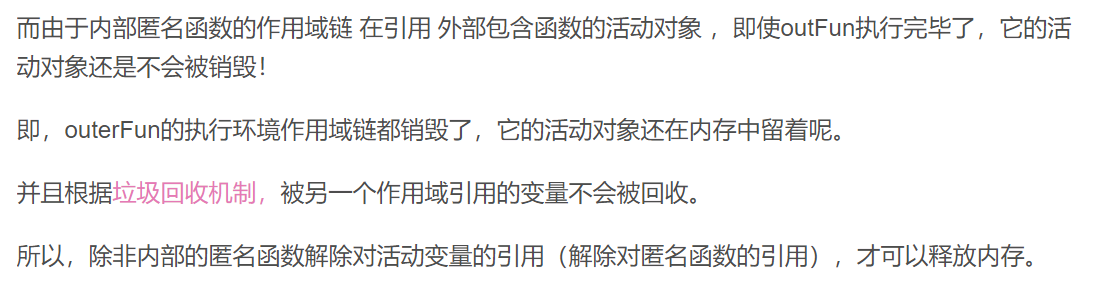 而由于内部匿名函数的作用域链 在引用 外部包含函数的活动对象 ，即使outFun执行完毕了，它的活
动对象还是不会被销毁！
即，outerFun的执行环境作用域链都销毁了，它的活动对象还在内存中留着呢。
并且根据垃圾回收机制，被另一个作用域引用的变量不会被回收。
所以，除非内部的匿名函数解除对活动变量的引用（解除对匿名函数的引用），才可以释放内存。